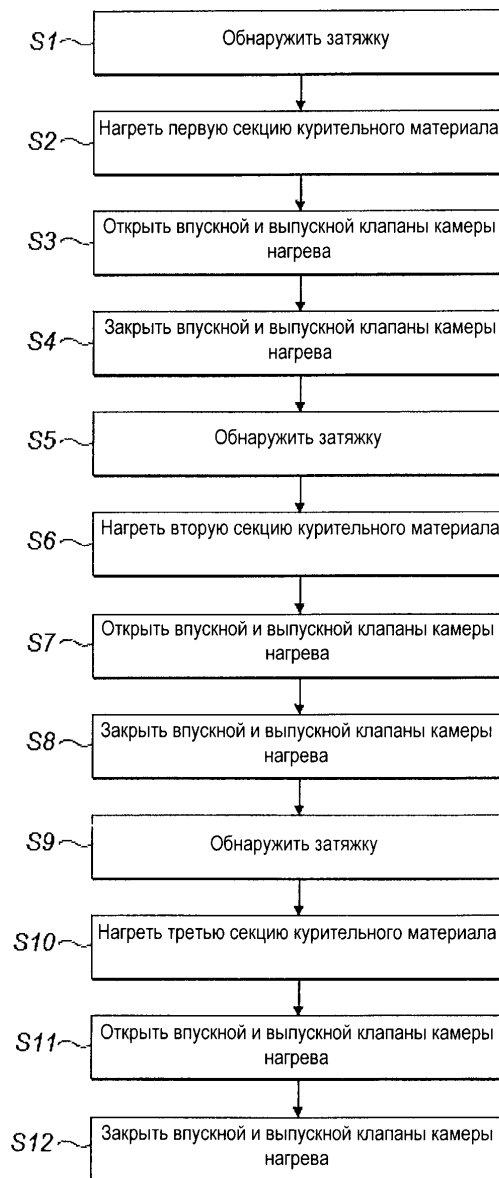 S1
Обнаружить затяжку
S2
Нагреть первую секцию курительного материала
S3
Открыть впускной и выпускной клапаны камеры
нагрева
S4
Закрыть впускной и выпускной клапаны камеры
нагрева
S5
Обнаружить затяжку
S6
Нагреть вторую секцию курительного материала
S7
Открыть впускной и выпускной клапаны камеры
нагрева
S8
Закрыть впускной и выпускной клапаны камеры
нагрева
S9
Обнаружить затяжку
S10
Нагреть третью секцию курительного материала
S11
Открыть впускной и выпускной клапаны камеры
нагрева
S12
Закрыть впускной и выпускной клапаны камеры
нагрева